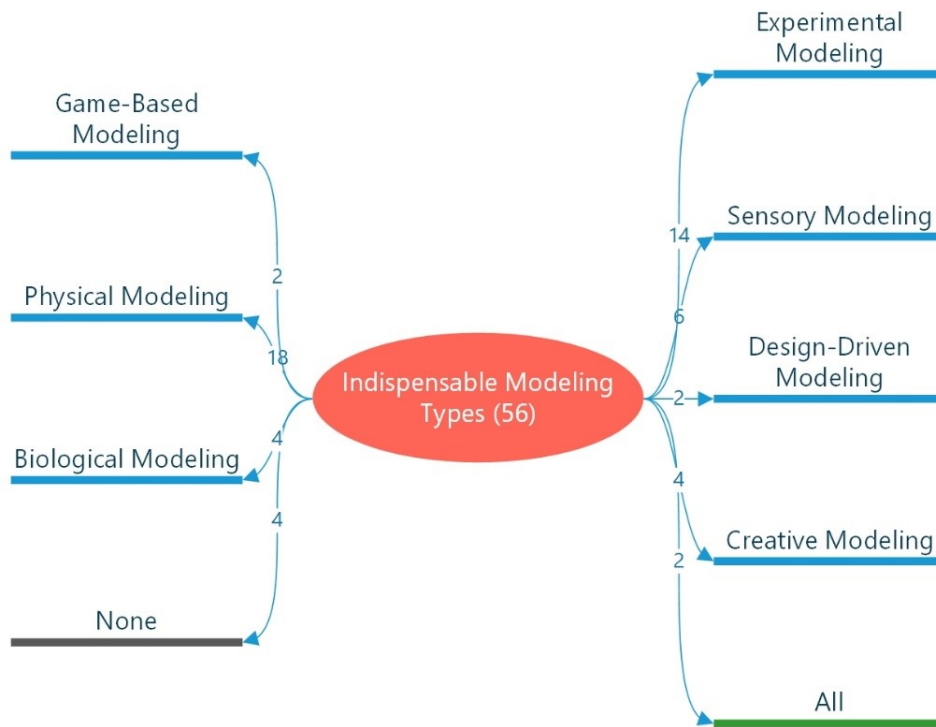 Experimental
Modeling
Game-Based
Modeling
14
Sensory Modeling
2
Physical Modeling
6
18
Indispensable Modeling
Types (56)
Design-Driven
Modeling
2
Biological Modeling
4
4
Creative Modeling
4
2
None
All